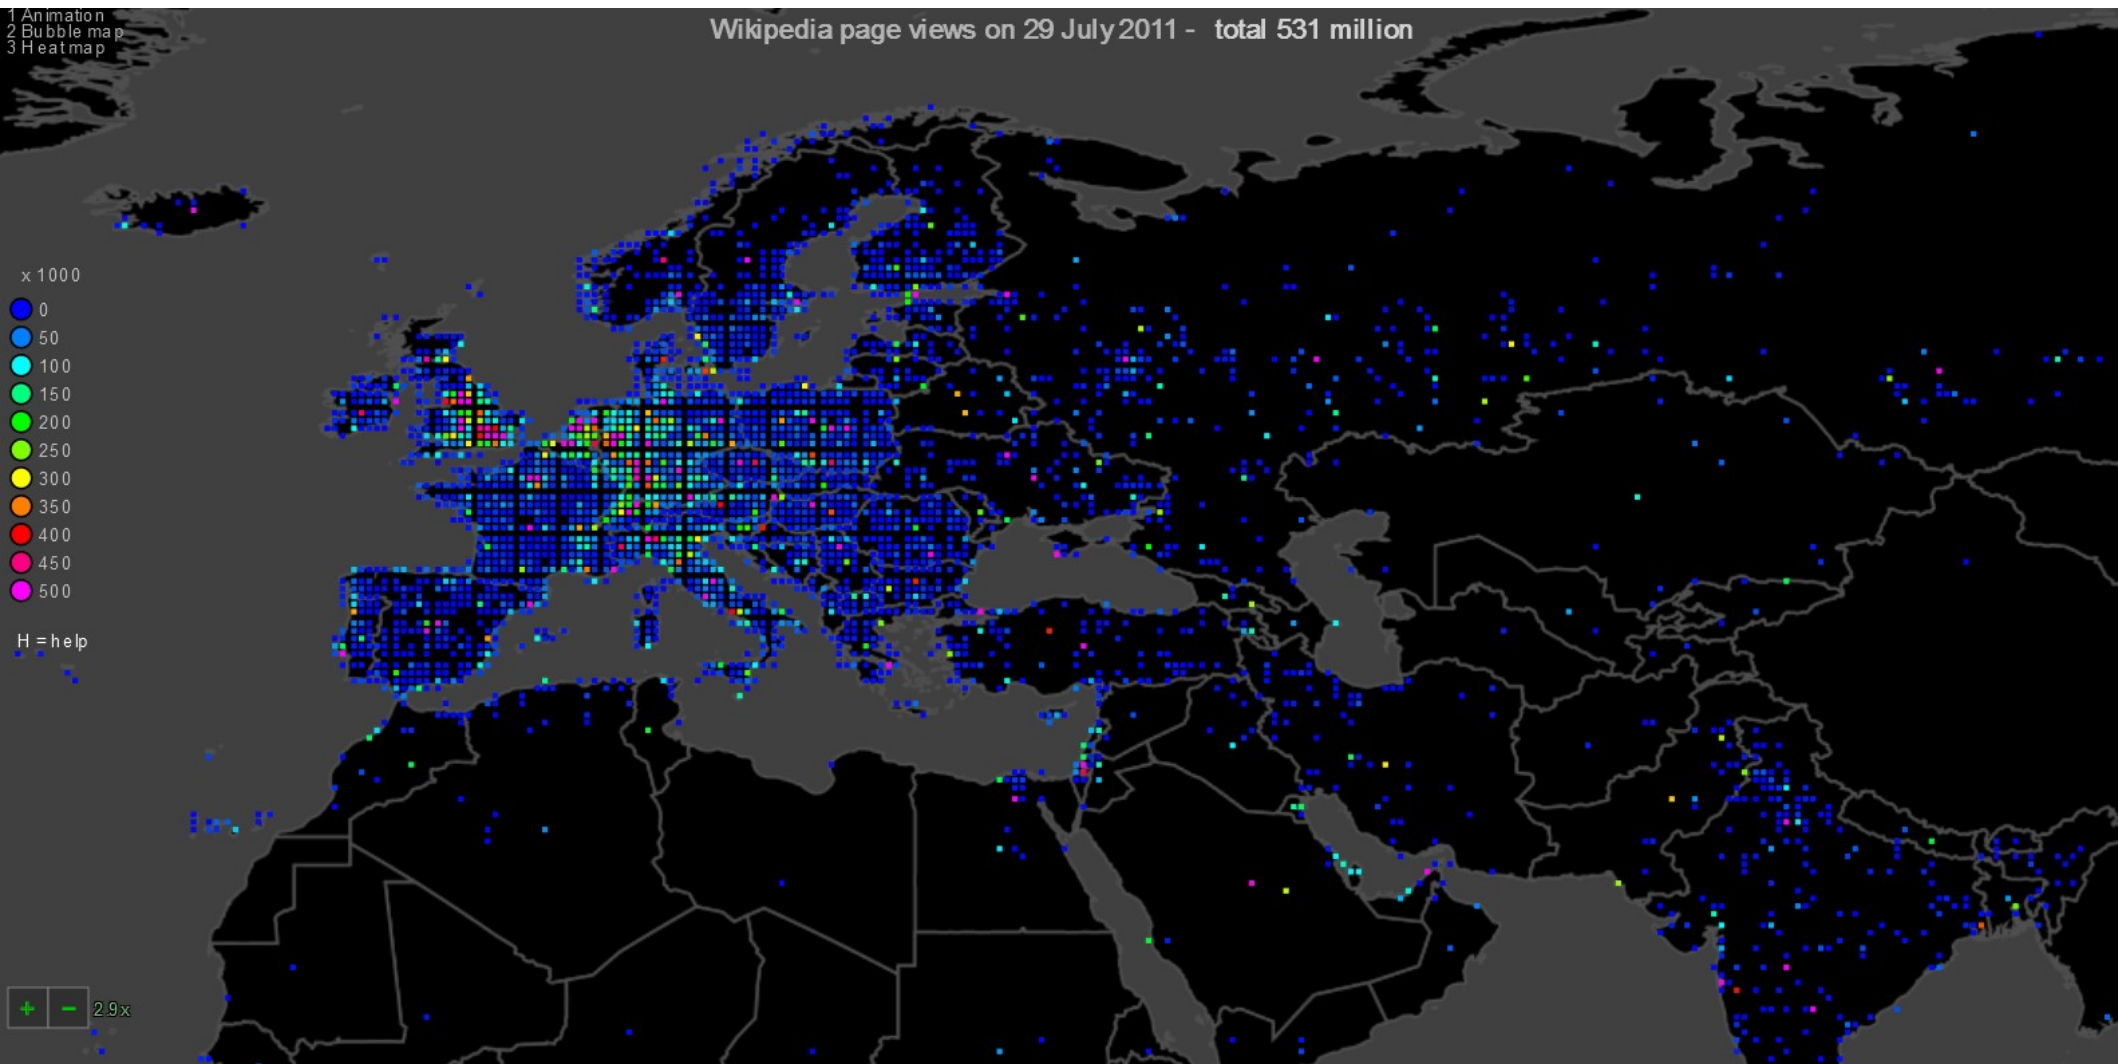 1 Animation
2 Bubble map
3 Heatmap
Wikipedia page views on 29 July 2011 - total 531 million
x 1000
0
50
100
150
200
250
300
350
400
450
500
H = help
+ − 2.9x